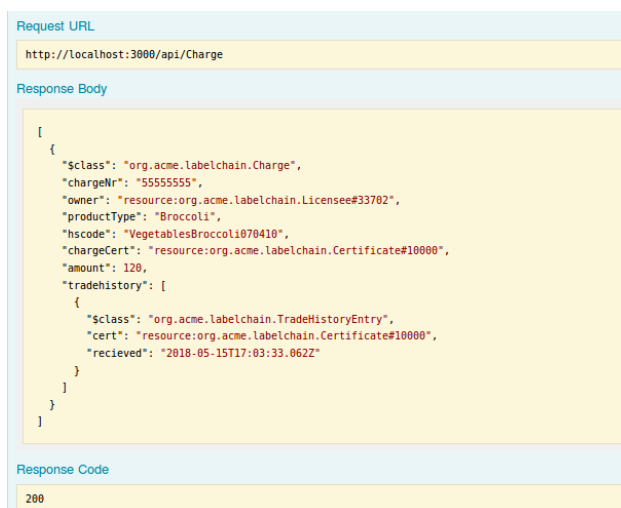 Request URL
http://localhost:3000/api/Charge
Response Body
[
{
"$class": "org.acme.labelchain.Charge",
"chargeNr": "55555555",
"owner": "resource:org.acme.labelchain.Licensee#33702",
"productType": "Broccoli",
"hscode": "VegetablesBroccoli070410",
"chargeCert": "resource:org.acme.labelchain.Certificate#10000",
"amount": 120,
"tradehistory": [
{
"$class": "org.acme.labelchain.TradeHistoryEntry",
"cert": "resource:org.acme.labelchain.Certificate#10000",
"recieved": "2018-05-15T17:03:33.062Z"
}
]
}
]
Response Code
200